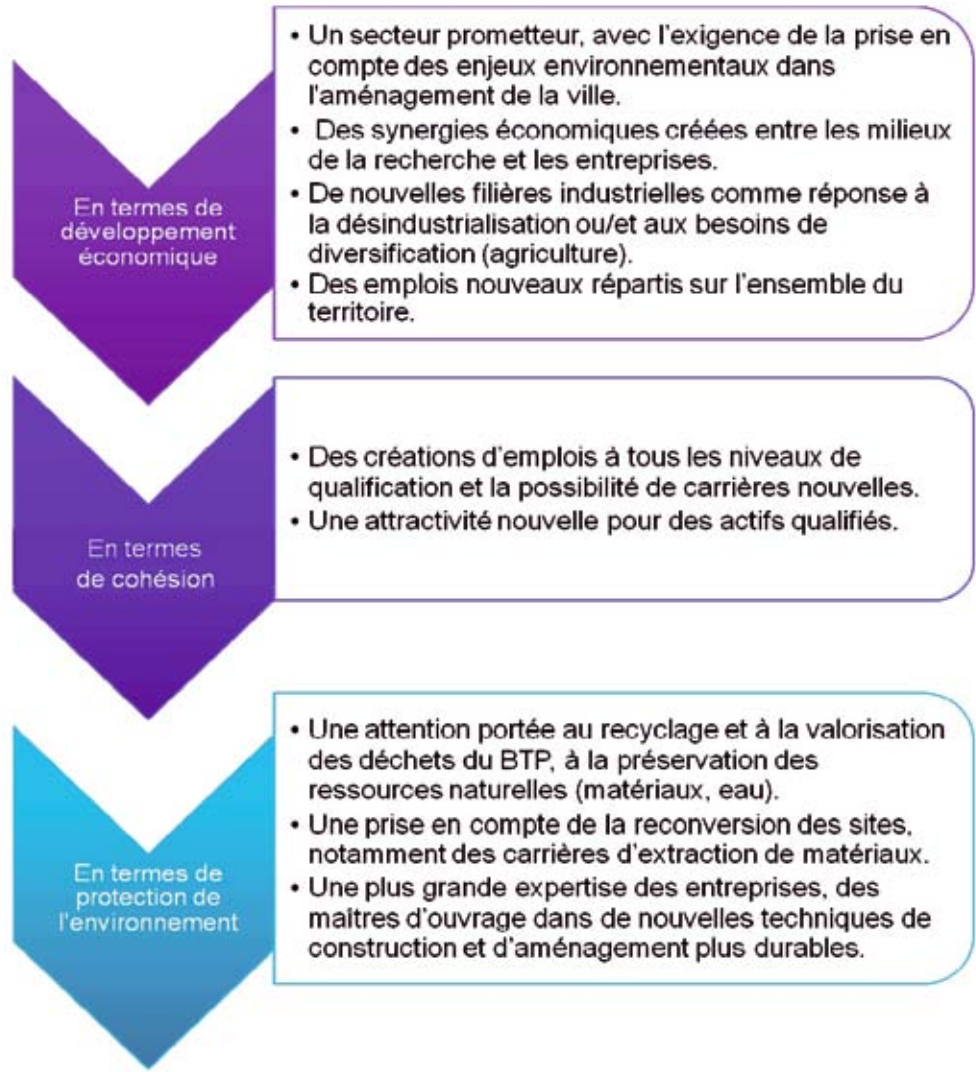 En termes de
développement
économique
• Un secteur prometteur, avec l'exigence de la prise en
compte des enjeux environnementaux dans
l'aménagement de la ville.
• Des synergies économiques créées entre les milieux
de la recherche et les entreprises.
• De nouvelles filières industrielles comme réponse à
la désindustrialisation ou/et aux besoins de
diversification (agriculture).
• Des emplois nouveaux répartis sur l'ensemble du
territoire.
En termes
de cohésion
• Des créations d'emplois à tous les niveaux de
qualification et la possibilité de carrières nouvelles.
• Une attractivité nouvelle pour des actifs qualifiés.
En termes de
protection de
l'environnement
• Une attention portée au recyclage et à la valorisation
des déchets du BTP, à la préservation des
ressources naturelles (matériaux, eau).
• Une prise en compte de la reconversion des sites,
notamment des carrières d'extraction de matériaux.
• Une plus grande expertise des entreprises, des
maîtres d'ouvrage dans de nouvelles techniques de
construction et d'aménagement plus durables.